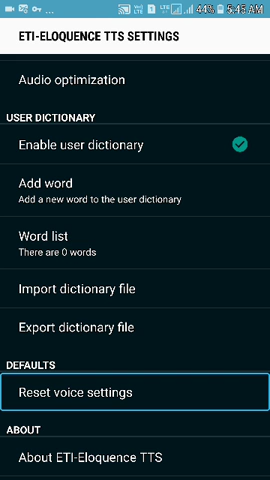 44% 5:45 AM
ETI-ELOQUENCE TTS SETTINGS
Audio optimization
USER DICTIONARY
Enable user dictionary
Add word
Add a new word to the user dictionary
Word list
There are 0 words
Import dictionary file
Export dictionary file
DEFAULTS
Reset voice settings
ABOUT
About ETI-Eloquence TTS